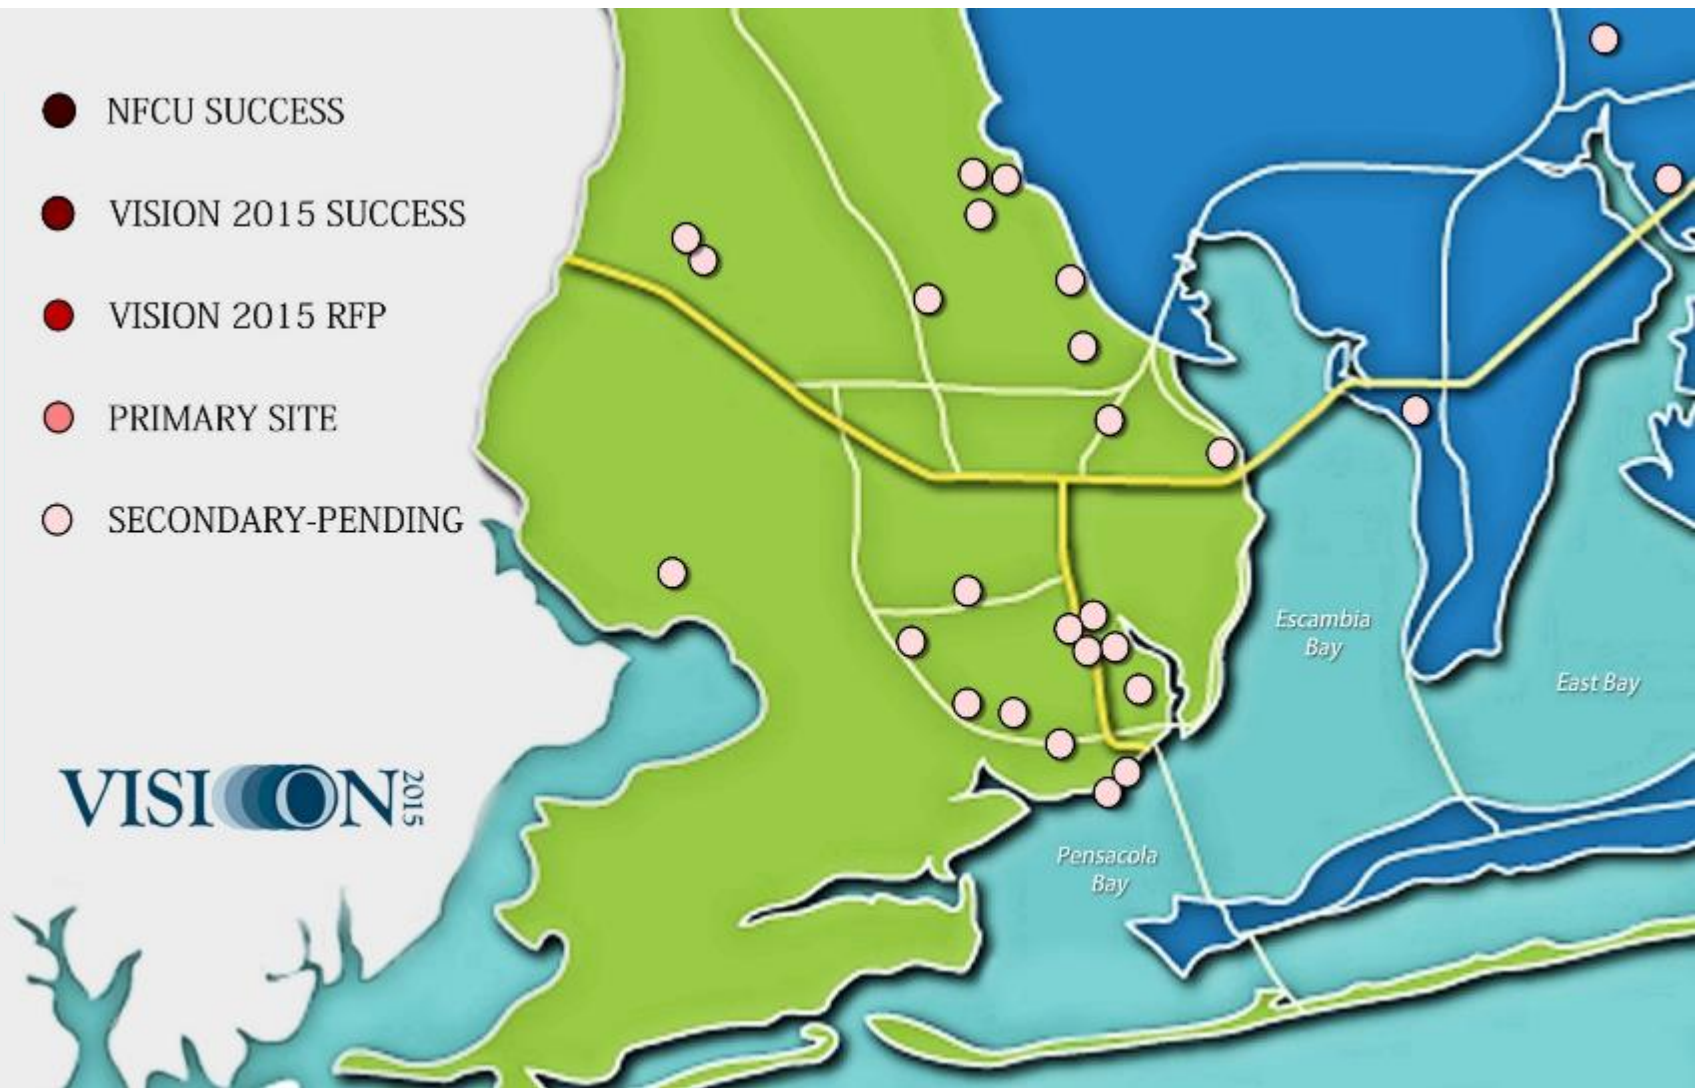 NFCU SUCCESS
VISION 2015 SUCCESS
VISION 2015 RFP
PRIMARY SITE
SECONDARY-PENDING
VISION 2015
Escambia
Bay
East Bay
Pensacola
Bay